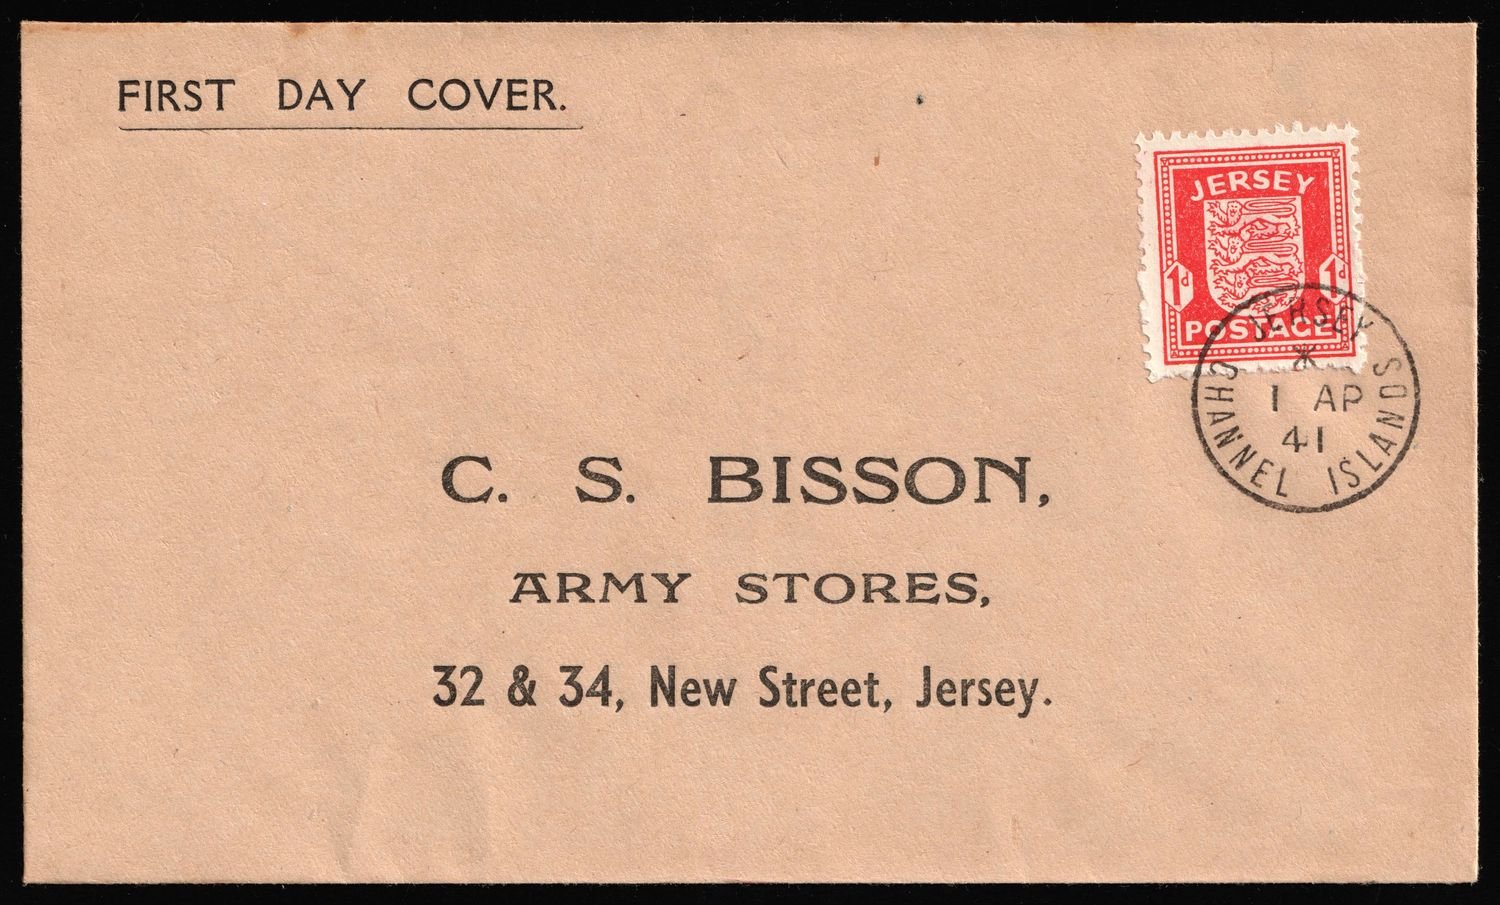 FIRST DAY COVER.
JERSEY
1d 1d
POSTAGE
JERSEY
1 AP
41
CHANNEL ISLANDS
C. S. BISSON,
ARMY STORES,
32 & 34, New Street, Jersey.